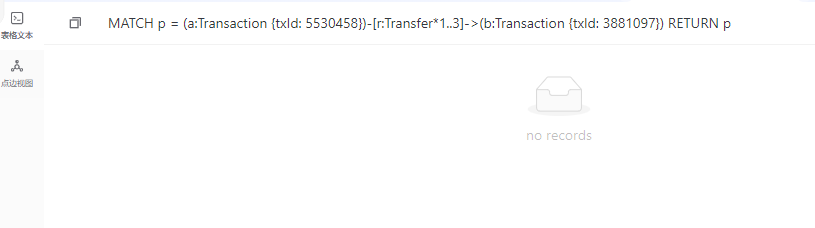 MATCH p = (a:Transaction {txId: 5530458})-[r:Transfer*1..3]->(b:Transaction {txId: 3881097}) RETURN p
表格文本
点边视图
no records